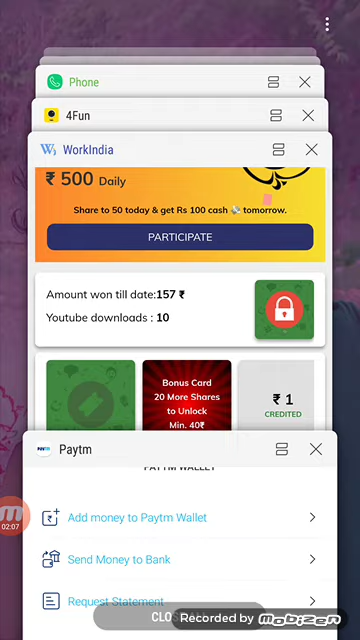 Phone
4Fun
WorkIndia
₹ 500 Daily
Share to 50 today & get Rs 100 cash 💸 tomorrow.
PARTICIPATE
Amount won till date:157 ₹
Youtube downloads : 10
Bonus Card
20 More Shares
to Unlock
Min. 40₹
₹ 1
CREDITED
Paytm
PAYTM WALLET
Add money to Paytm Wallet
02:07
Send Money to Bank
Request Statement
Recorded by MOBIZEN